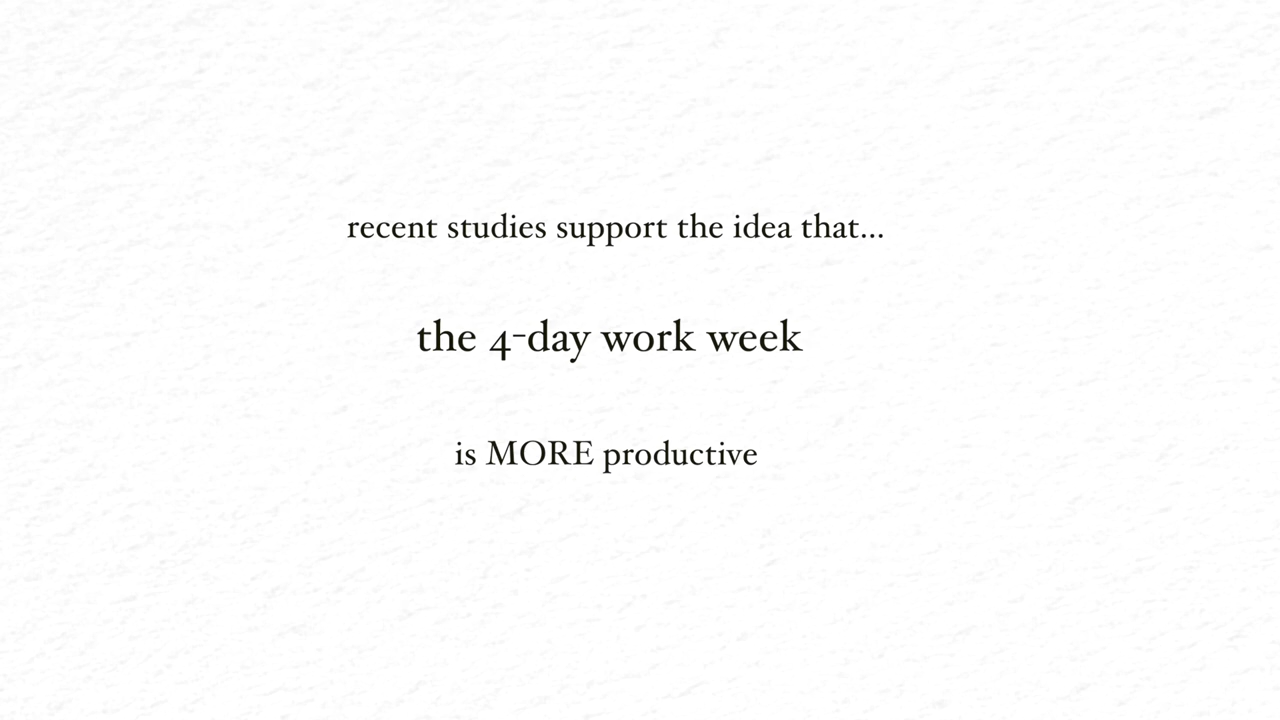 recent studies support the idea that...
the 4-day work week
is MORE productive